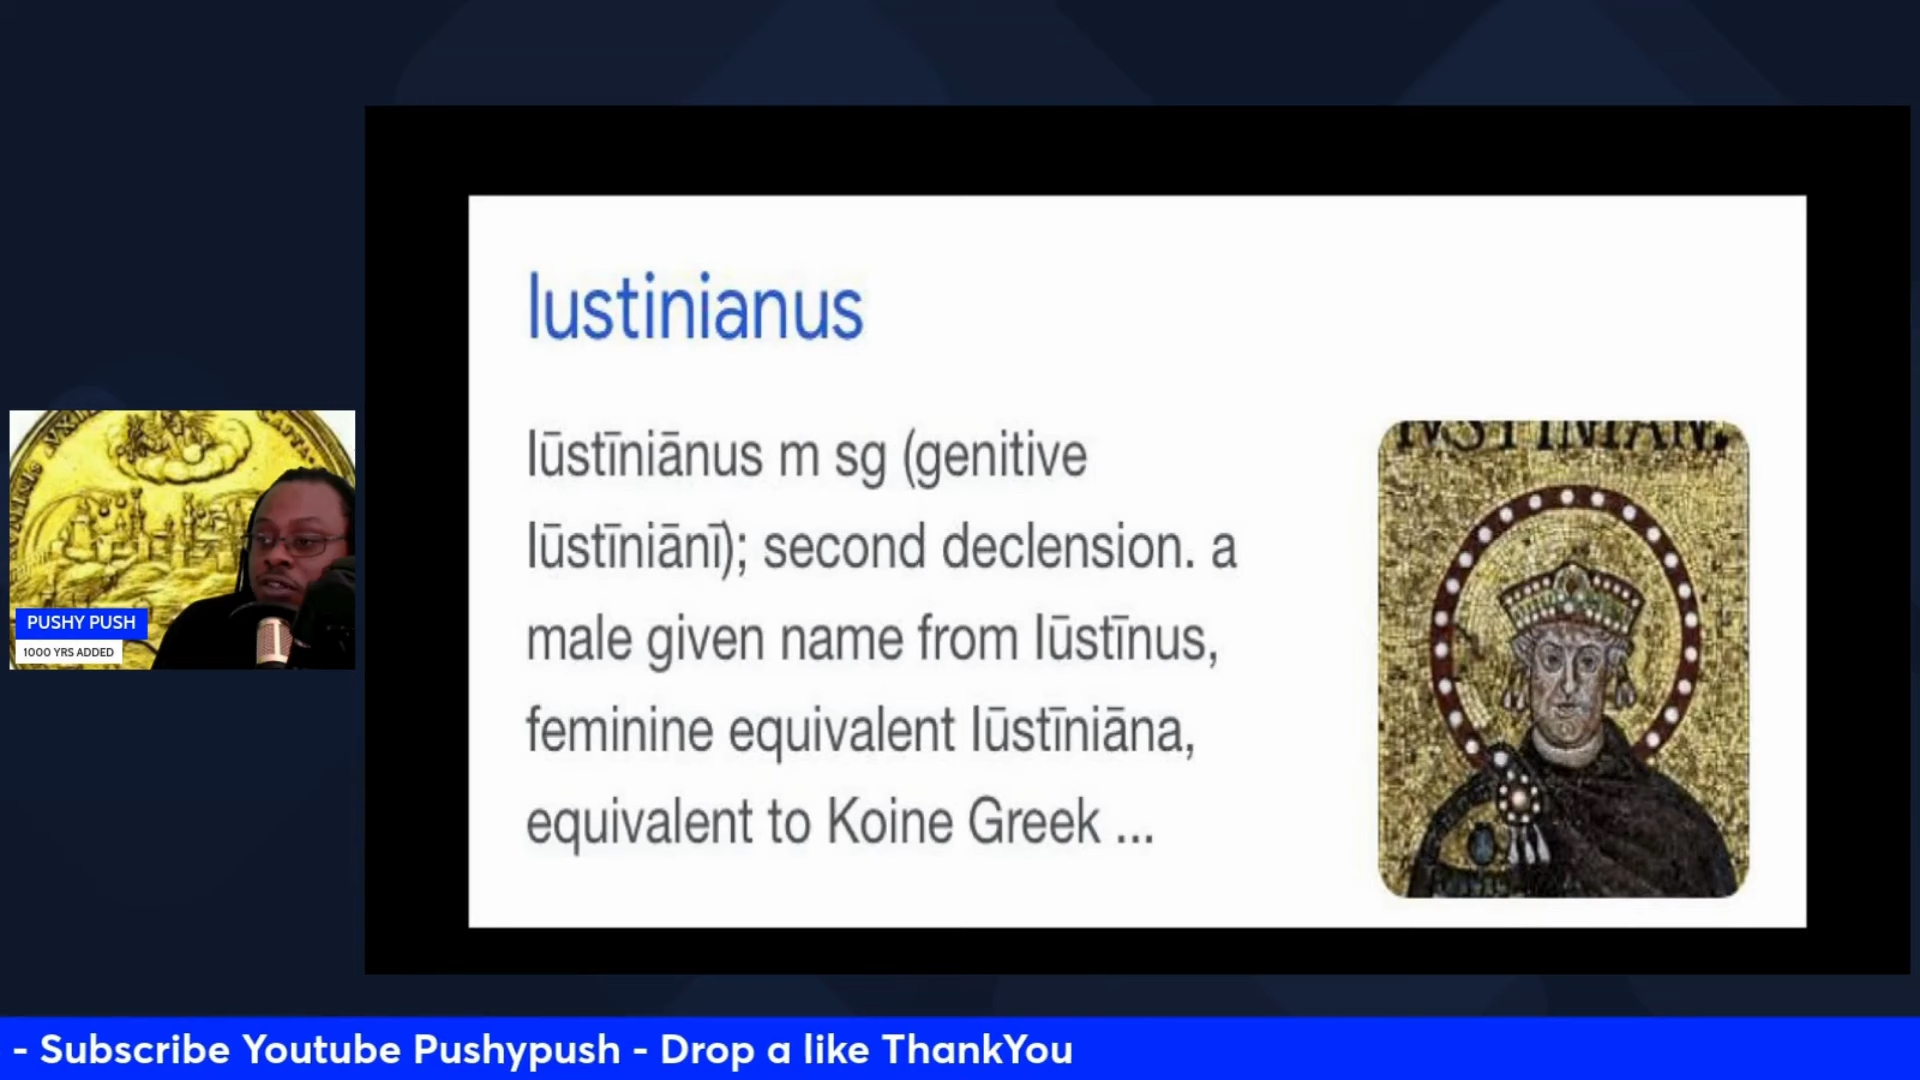 Iustinianus
Iūstīniānus m sg (genitive
Iūstīniānī); second declension. a
male given name from Iūstīnus,
feminine equivalent Iūstīniāna,
equivalent to Koine Greek ...
IVSTINIAN
PUSHY PUSH
1000 YRS ADDED
- Subscribe Youtube Pushypush - Drop a like ThankYou